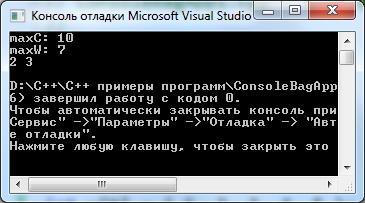 Консоль отладки Microsoft Visual Studio
maxC: 10
maxW: 7
2 3
D:\C++\C++ примеры программ\ConsoleBagApp
6) завершил работу с кодом 0.
Чтобы автоматически закрывать консоль при
Сервис" ->"Параметры" ->"Отладка" -> "Авт
е отладки".
Нажмите любую клавишу, чтобы закрыть это